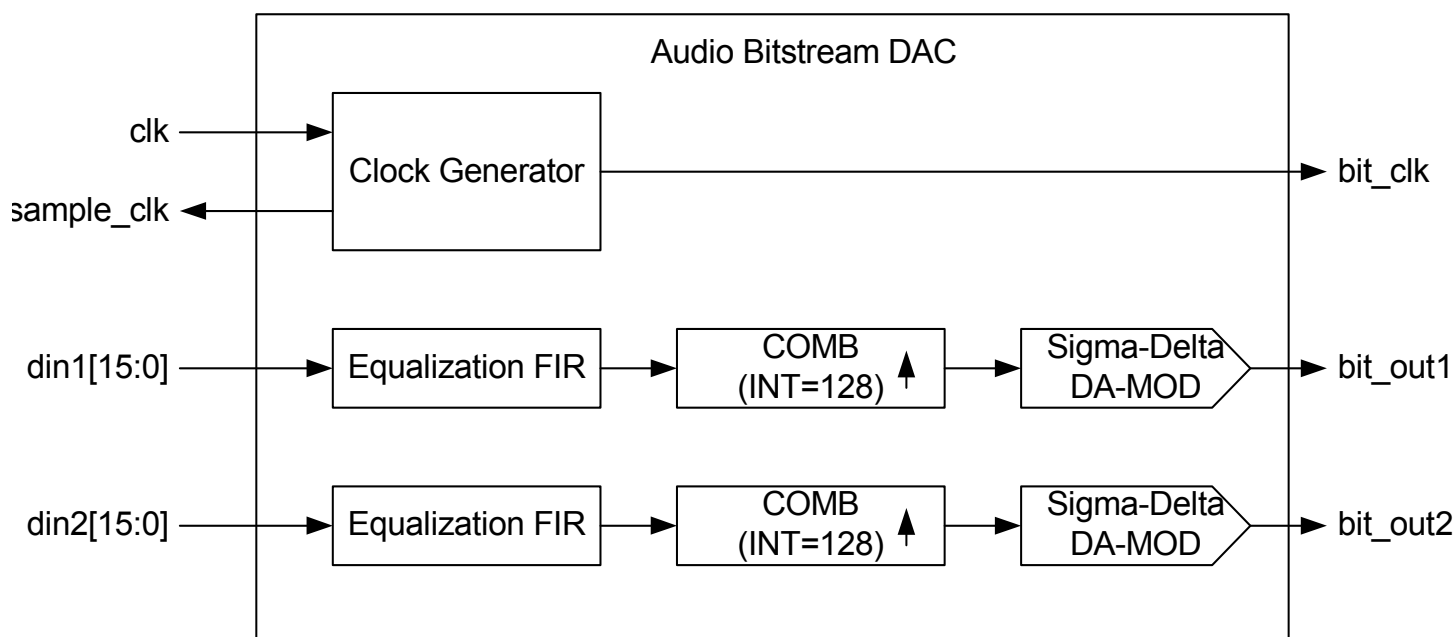 Audio Bitstream DAC
clk
Clock Generator
bit_clk
sample_clk
din1[15:0]
Equalization FIR
COMB
(INT=128)
Sigma-Delta
DA-MOD
bit_out1
din2[15:0]
Equalization FIR
COMB
(INT=128)
Sigma-Delta
DA-MOD
bit_out2